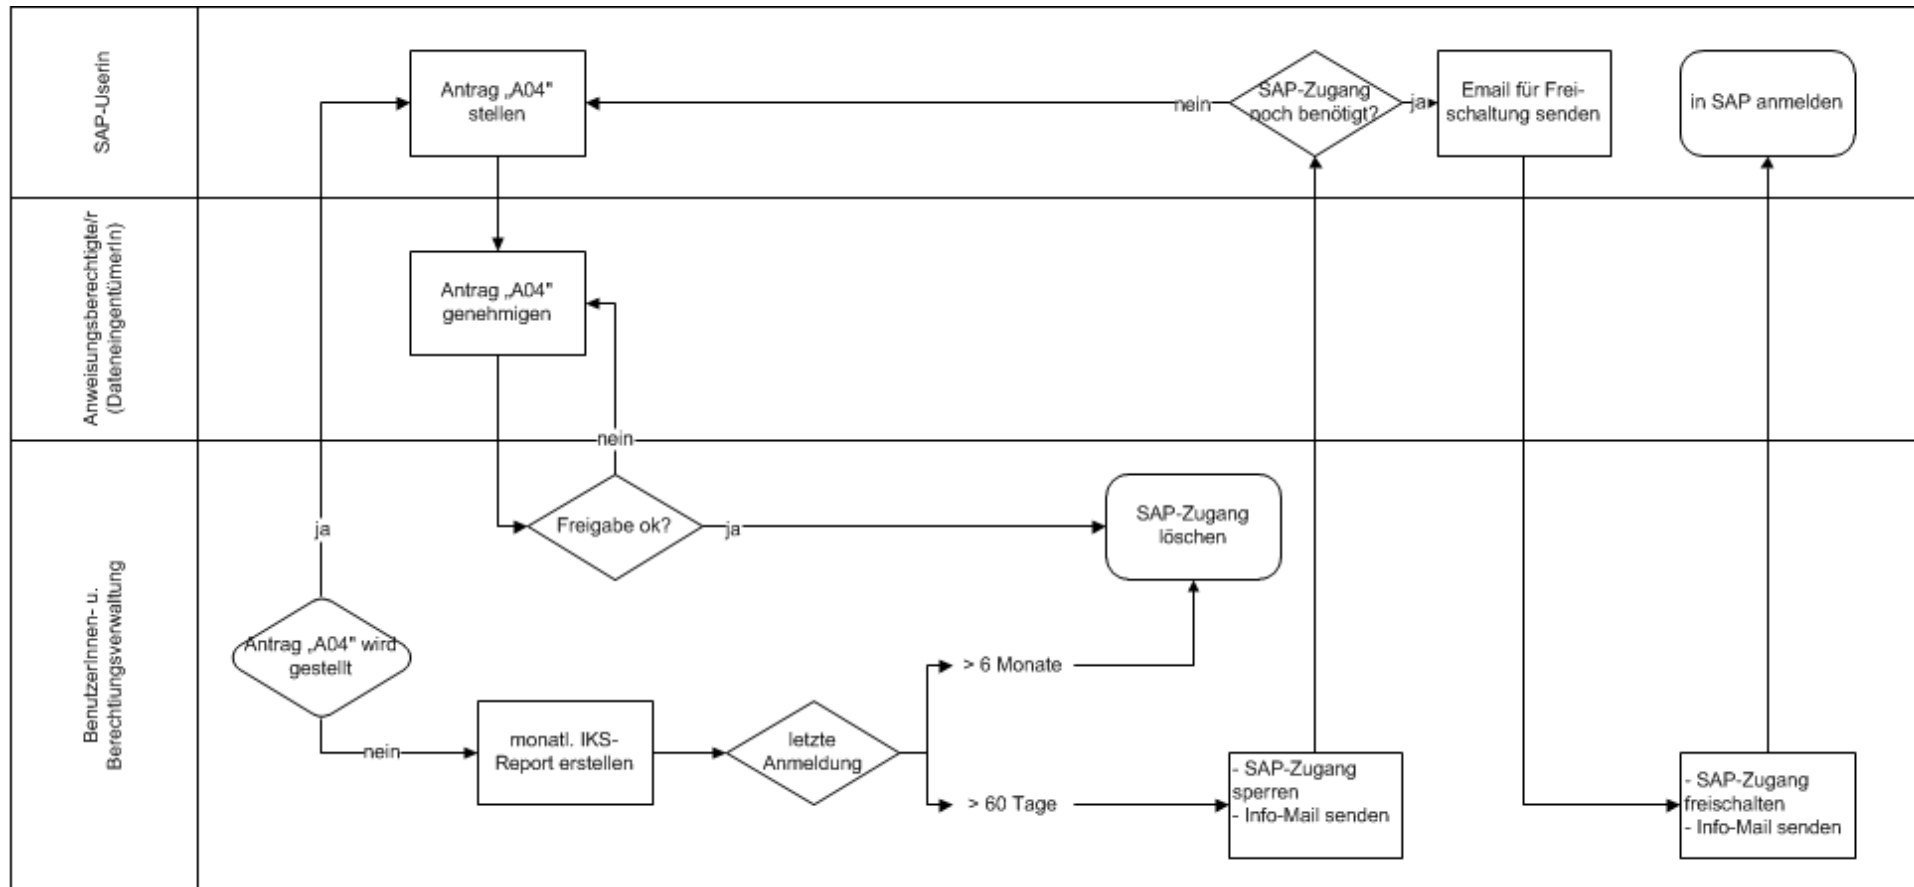 SAP-UserIn
Antrag „A04"
stellen
nein
SAP-Zugang
noch benötigt?
ja
Email für Frei-
schaltung senden
in SAP anmelden
Anweisungsberechtigte/r
(DateneingentümerIn)
Antrag „A04"
genehmigen
nein
BenutzerInnen- u.
Berechtiungsverwaltung
ja
Freigabe ok?
ja
SAP-Zugang
löschen
Antrag „A04" wird
gestellt
nein
monatl. IKS-
Report erstellen
letzte
Anmeldung
> 6 Monate
> 60 Tage
- SAP-Zugang
sperren
- Info-Mail senden
- SAP-Zugang
freischalten
- Info-Mail senden